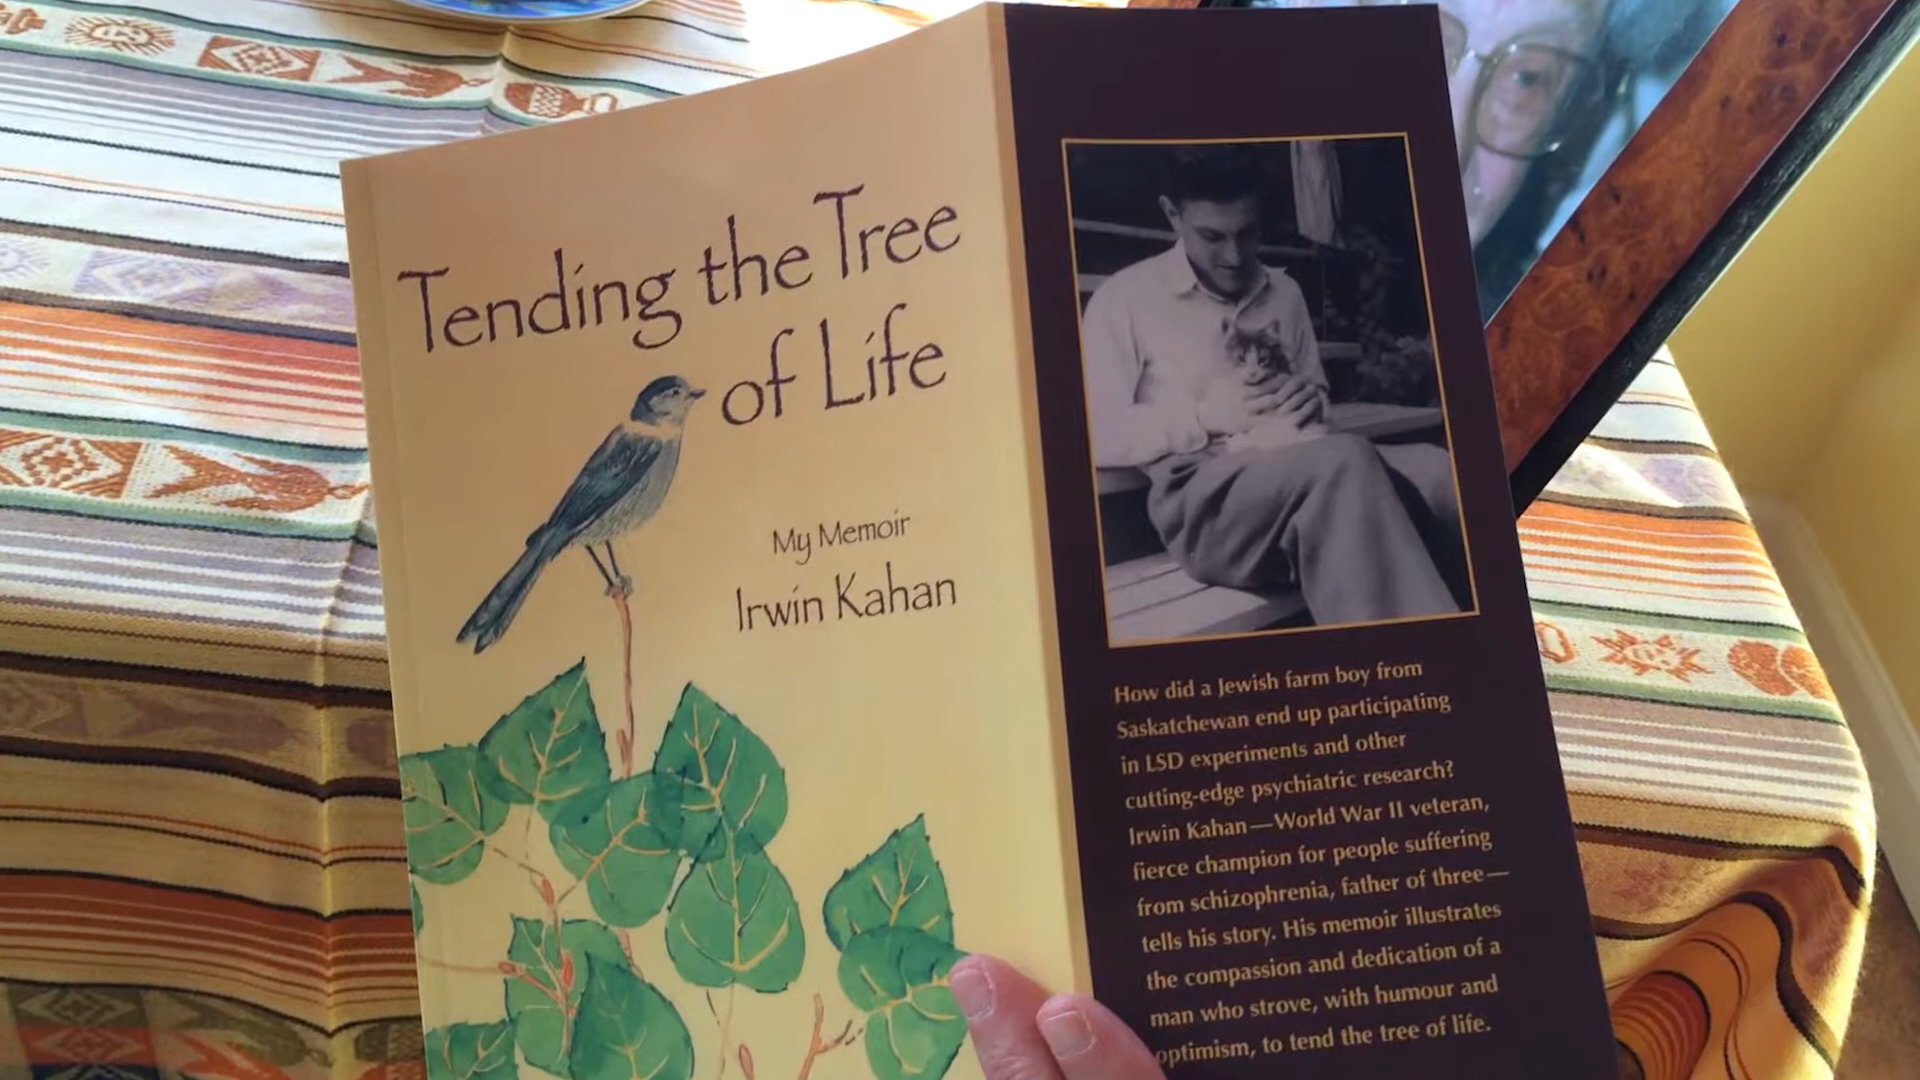 Tending the Tree
of Life
My Memoir
Irwin Kahan
How did a Jewish farm boy from
Saskatchewan end up participating
in LSD experiments and other
cutting-edge psychiatric research?
Irwin Kahan—World War II veteran,
fierce champion for people suffering
from schizophrenia, father of three—
tells his story. His memoir illustrates
the compassion and dedication of a
man who strove, with humour and
optimism, to tend the tree of life.